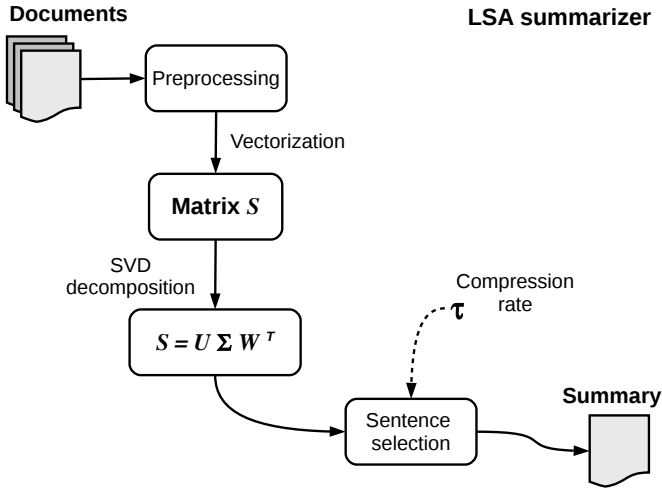 Documents
LSA summarizer
Preprocessing
Vectorization
Matrix S
SVD
decomposition
S = U Σ W ᵀ
Compression
rate
τ
Sentence
selection
Summary